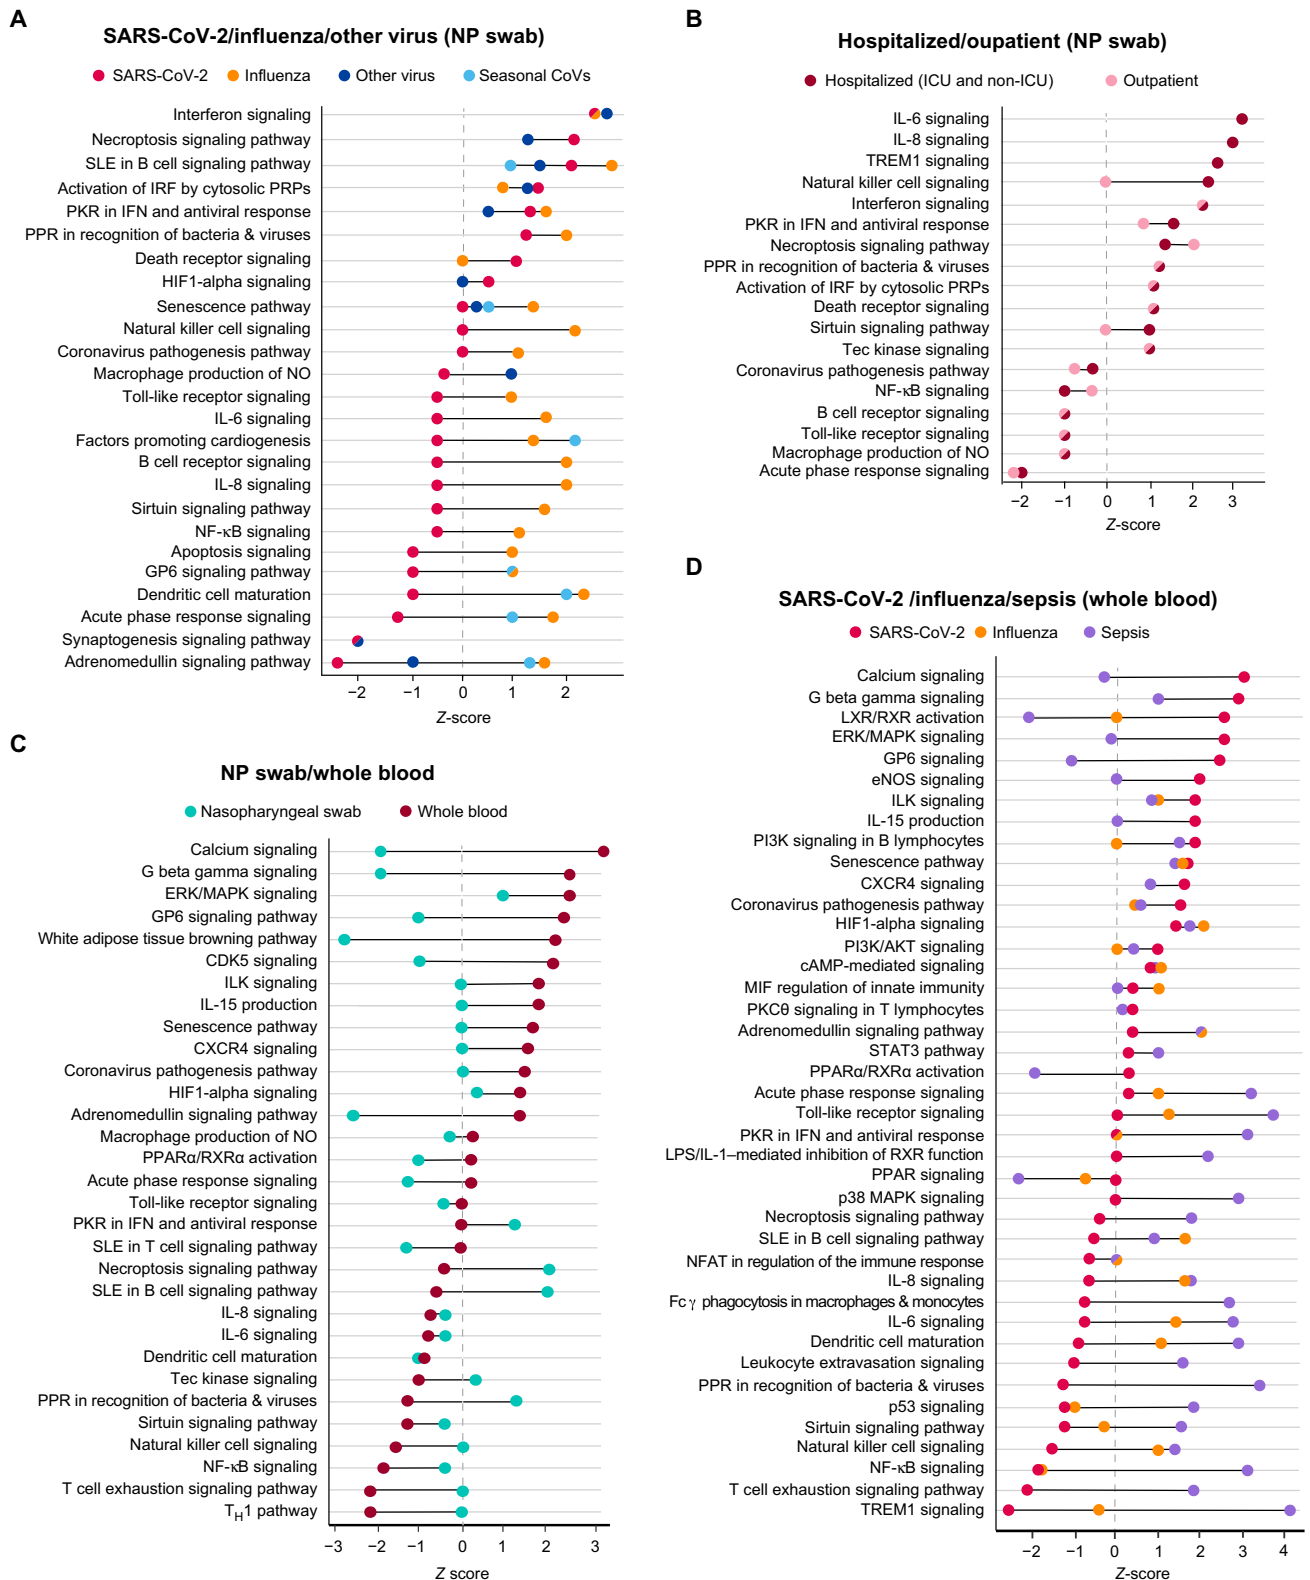 A
SARS-CoV-2/influenza/other virus (NP swab)
SARS-CoV-2 Influenza Other virus Seasonal CoVs
Interferon signaling
Necroptosis signaling pathway
SLE in B cell signaling pathway
Activation of IRF by cytosolic PRPs
PKR in IFN and antiviral response
PPR in recognition of bacteria & viruses
Death receptor signaling
HIF1-alpha signaling
Senescence pathway
Natural killer cell signaling
Coronavirus pathogenesis pathway
Macrophage production of NO
Toll-like receptor signaling
IL-6 signaling
Factors promoting cardiogenesis
B cell receptor signaling
IL-8 signaling
Sirtuin signaling pathway
NF-κB signaling
Apoptosis signaling
GP6 signaling pathway
Dendritic cell maturation
Acute phase response signaling
Synaptogenesis signaling pathway
Adrenomedullin signaling pathway
−2 −1 0 1 2
Z-score
B
Hospitalized/oupatient (NP swab)
Hospitalized (ICU and non-ICU) Outpatient
IL-6 signaling
IL-8 signaling
TREM1 signaling
Natural killer cell signaling
Interferon signaling
PKR in IFN and antiviral response
Necroptosis signaling pathway
PPR in recognition of bacteria & viruses
Activation of IRF by cytosolic PRPs
Death receptor signaling
Sirtuin signaling pathway
Tec kinase signaling
Coronavirus pathogenesis pathway
NF-κB signaling
B cell receptor signaling
Toll-like receptor signaling
Macrophage production of NO
Acute phase response signaling
−2 −1 0 1 2 3
Z-score
C
NP swab/whole blood
Nasopharyngeal swab Whole blood
Calcium signaling
G beta gamma signaling
ERK/MAPK signaling
GP6 signaling pathway
White adipose tissue browning pathway
CDK5 signaling
ILK signaling
IL-15 production
Senescence pathway
CXCR4 signaling
Coronavirus pathogenesis pathway
HIF1-alpha signaling
Adrenomedullin signaling pathway
Macrophage production of NO
PPARα/RXRα activation
Acute phase response signaling
Toll-like receptor signaling
PKR in IFN and antiviral response
SLE in T cell signaling pathway
Necroptosis signaling pathway
SLE in B cell signaling pathway
IL-8 signaling
IL-6 signaling
Dendritic cell maturation
Tec kinase signaling
PPR in recognition of bacteria & viruses
Sirtuin signaling pathway
Natural killer cell signaling
NF-κB signaling
T cell exhaustion signaling pathway
TH1 pathway
−3 −2 −1 0 1 2 3
Z score
D
SARS-CoV-2 /influenza/sepsis (whole blood)
SARS-CoV-2 Influenza Sepsis
Calcium signaling
G beta gamma signaling
LXR/RXR activation
ERK/MAPK signaling
GP6 signaling
eNOS signaling
ILK signaling
IL-15 production
PI3K signaling in B lymphocytes
Senescence pathway
CXCR4 signaling
Coronavirus pathogenesis pathway
HIF1-alpha signaling
PI3K/AKT signaling
cAMP-mediated signaling
MIF regulation of innate immunity
PKCθ signaling in T lymphocytes
Adrenomedullin signaling pathway
STAT3 pathway
PPARα/RXRα activation
Acute phase response signaling
Toll-like receptor signaling
PKR in IFN and antiviral response
LPS/IL-1–mediated inhibition of RXR function
PPAR signaling
p38 MAPK signaling
Necroptosis signaling pathway
SLE in B cell signaling pathway
NFAT in regulation of the immune response
IL-8 signaling
Fc γ phagocytosis in macrophages & monocytes
IL-6 signaling
Dendritic cell maturation
Leukocyte extravasation signaling
PPR in recognition of bacteria & viruses
p53 signaling
Sirtuin signaling pathway
Natural killer cell signaling
NF-κB signaling
T cell exhaustion signaling pathway
TREM1 signaling
−2 −1 0 1 2 3 4
Z-score